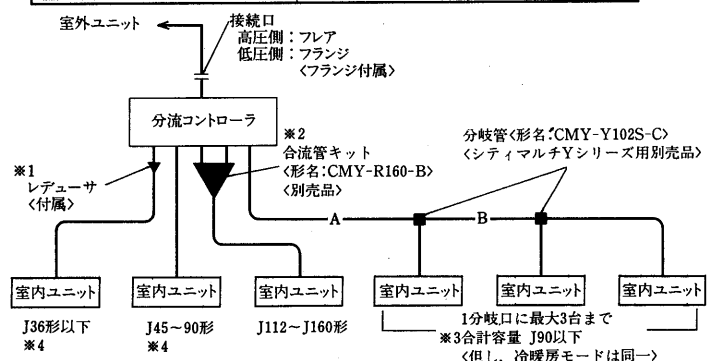 室外ユニット
接続口
高圧側：フレア
低圧側：フランジ
<フランジ付属>
分流コントローラ
※1
レデューサ
<付属>
※2
合流管キット
<形名：CMY-R160-B>
<別売品>
分岐管<形名：CMY-Y102S-C>
<シティマルチYシリーズ用別売品>
A
B
室内ユニット
室内ユニット
室内ユニット
室内ユニット
室内ユニット
室内ユニット
J36形以下
※4
J45〜90形
※4
J112〜J160形
1分岐口に最大3台まで
※3合計容量 J90以下
<但し、冷暖房モードは同一>